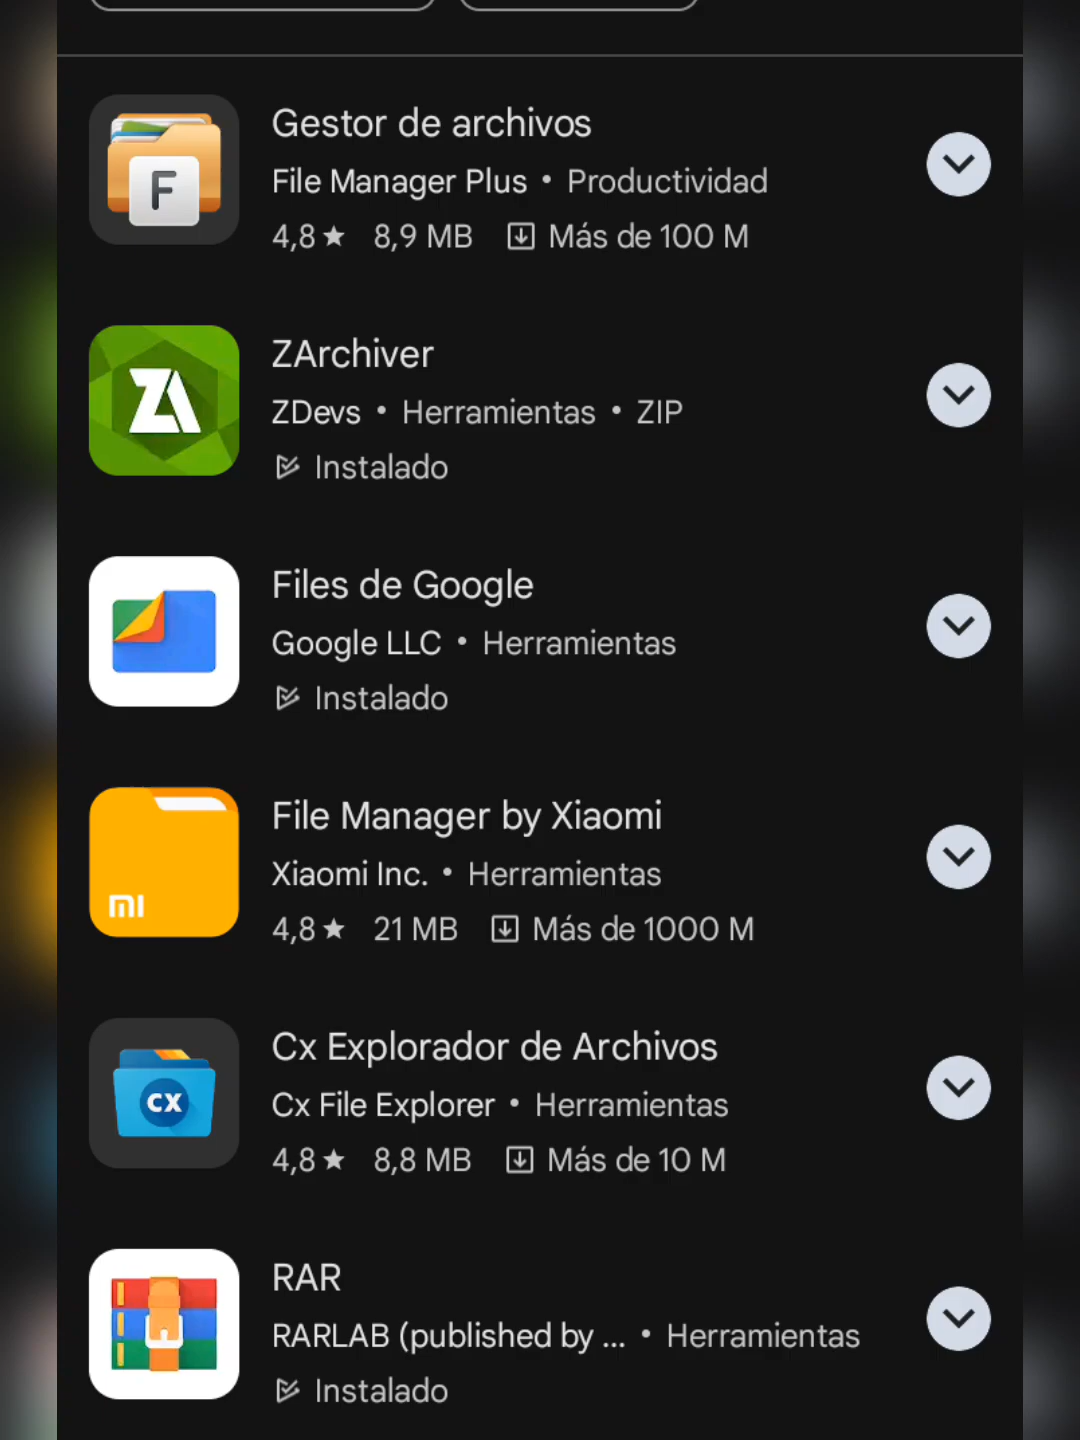 Gestor de archivos
File Manager Plus • Productividad
4,8★ 8,9 MB Más de 100 M
F
ZArchiver
ZDevs • Herramientas • ZIP
Instalado
ZA
Files de Google
Google LLC • Herramientas
Instalado
File Manager by Xiaomi
Xiaomi Inc. • Herramientas
4,8★ 21 MB Más de 1000 M
mi
Cx Explorador de Archivos
Cx File Explorer • Herramientas
4,8★ 8,8 MB Más de 10 M
CX
RAR
RARLAB (published by ... • Herramientas
Instalado